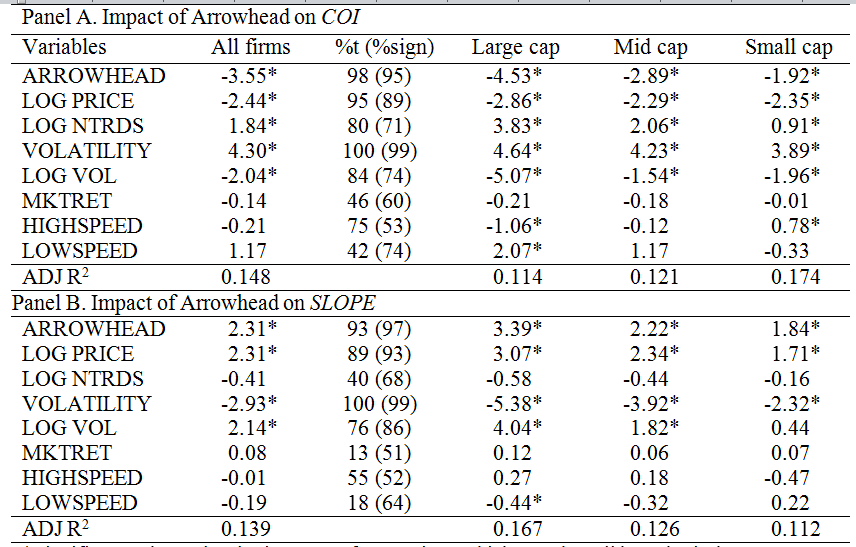 Panel A. Impact of Arrowhead on COI
Variables All firms %t (%sign) Large cap Mid cap Small cap
ARROWHEAD -3.55* 98 (95) -4.53* -2.89* -1.92*
LOG PRICE -2.44* 95 (89) -2.86* -2.29* -2.35*
LOG NTRDS 1.84* 80 (71) 3.83* 2.06* 0.91*
VOLATILITY 4.30* 100 (99) 4.64* 4.23* 3.89*
LOG VOL -2.04* 84 (74) -5.07* -1.54* -1.96*
MKTRET -0.14 46 (60) -0.21 -0.18 -0.01
HIGHSPEED -0.21 75 (53) -1.06* -0.12 0.78*
LOWSPEED 1.17 42 (74) 2.07* 1.17 -0.33
ADJ R² 0.148 0.114 0.121 0.174
Panel B. Impact of Arrowhead on SLOPE
ARROWHEAD 2.31* 93 (97) 3.39* 2.22* 1.84*
LOG PRICE 2.31* 89 (93) 3.07* 2.34* 1.71*
LOG NTRDS -0.41 40 (68) -0.58 -0.44 -0.16
VOLATILITY -2.93* 100 (99) -5.38* -3.92* -2.32*
LOG VOL 2.14* 76 (86) 4.04* 1.82* 0.44
MKTRET 0.08 13 (51) 0.12 0.06 0.07
HIGHSPEED -0.01 55 (52) 0.27 0.18 -0.47
LOWSPEED -0.19 18 (64) -0.44* -0.32 0.22
ADJ R² 0.139 0.167 0.126 0.112